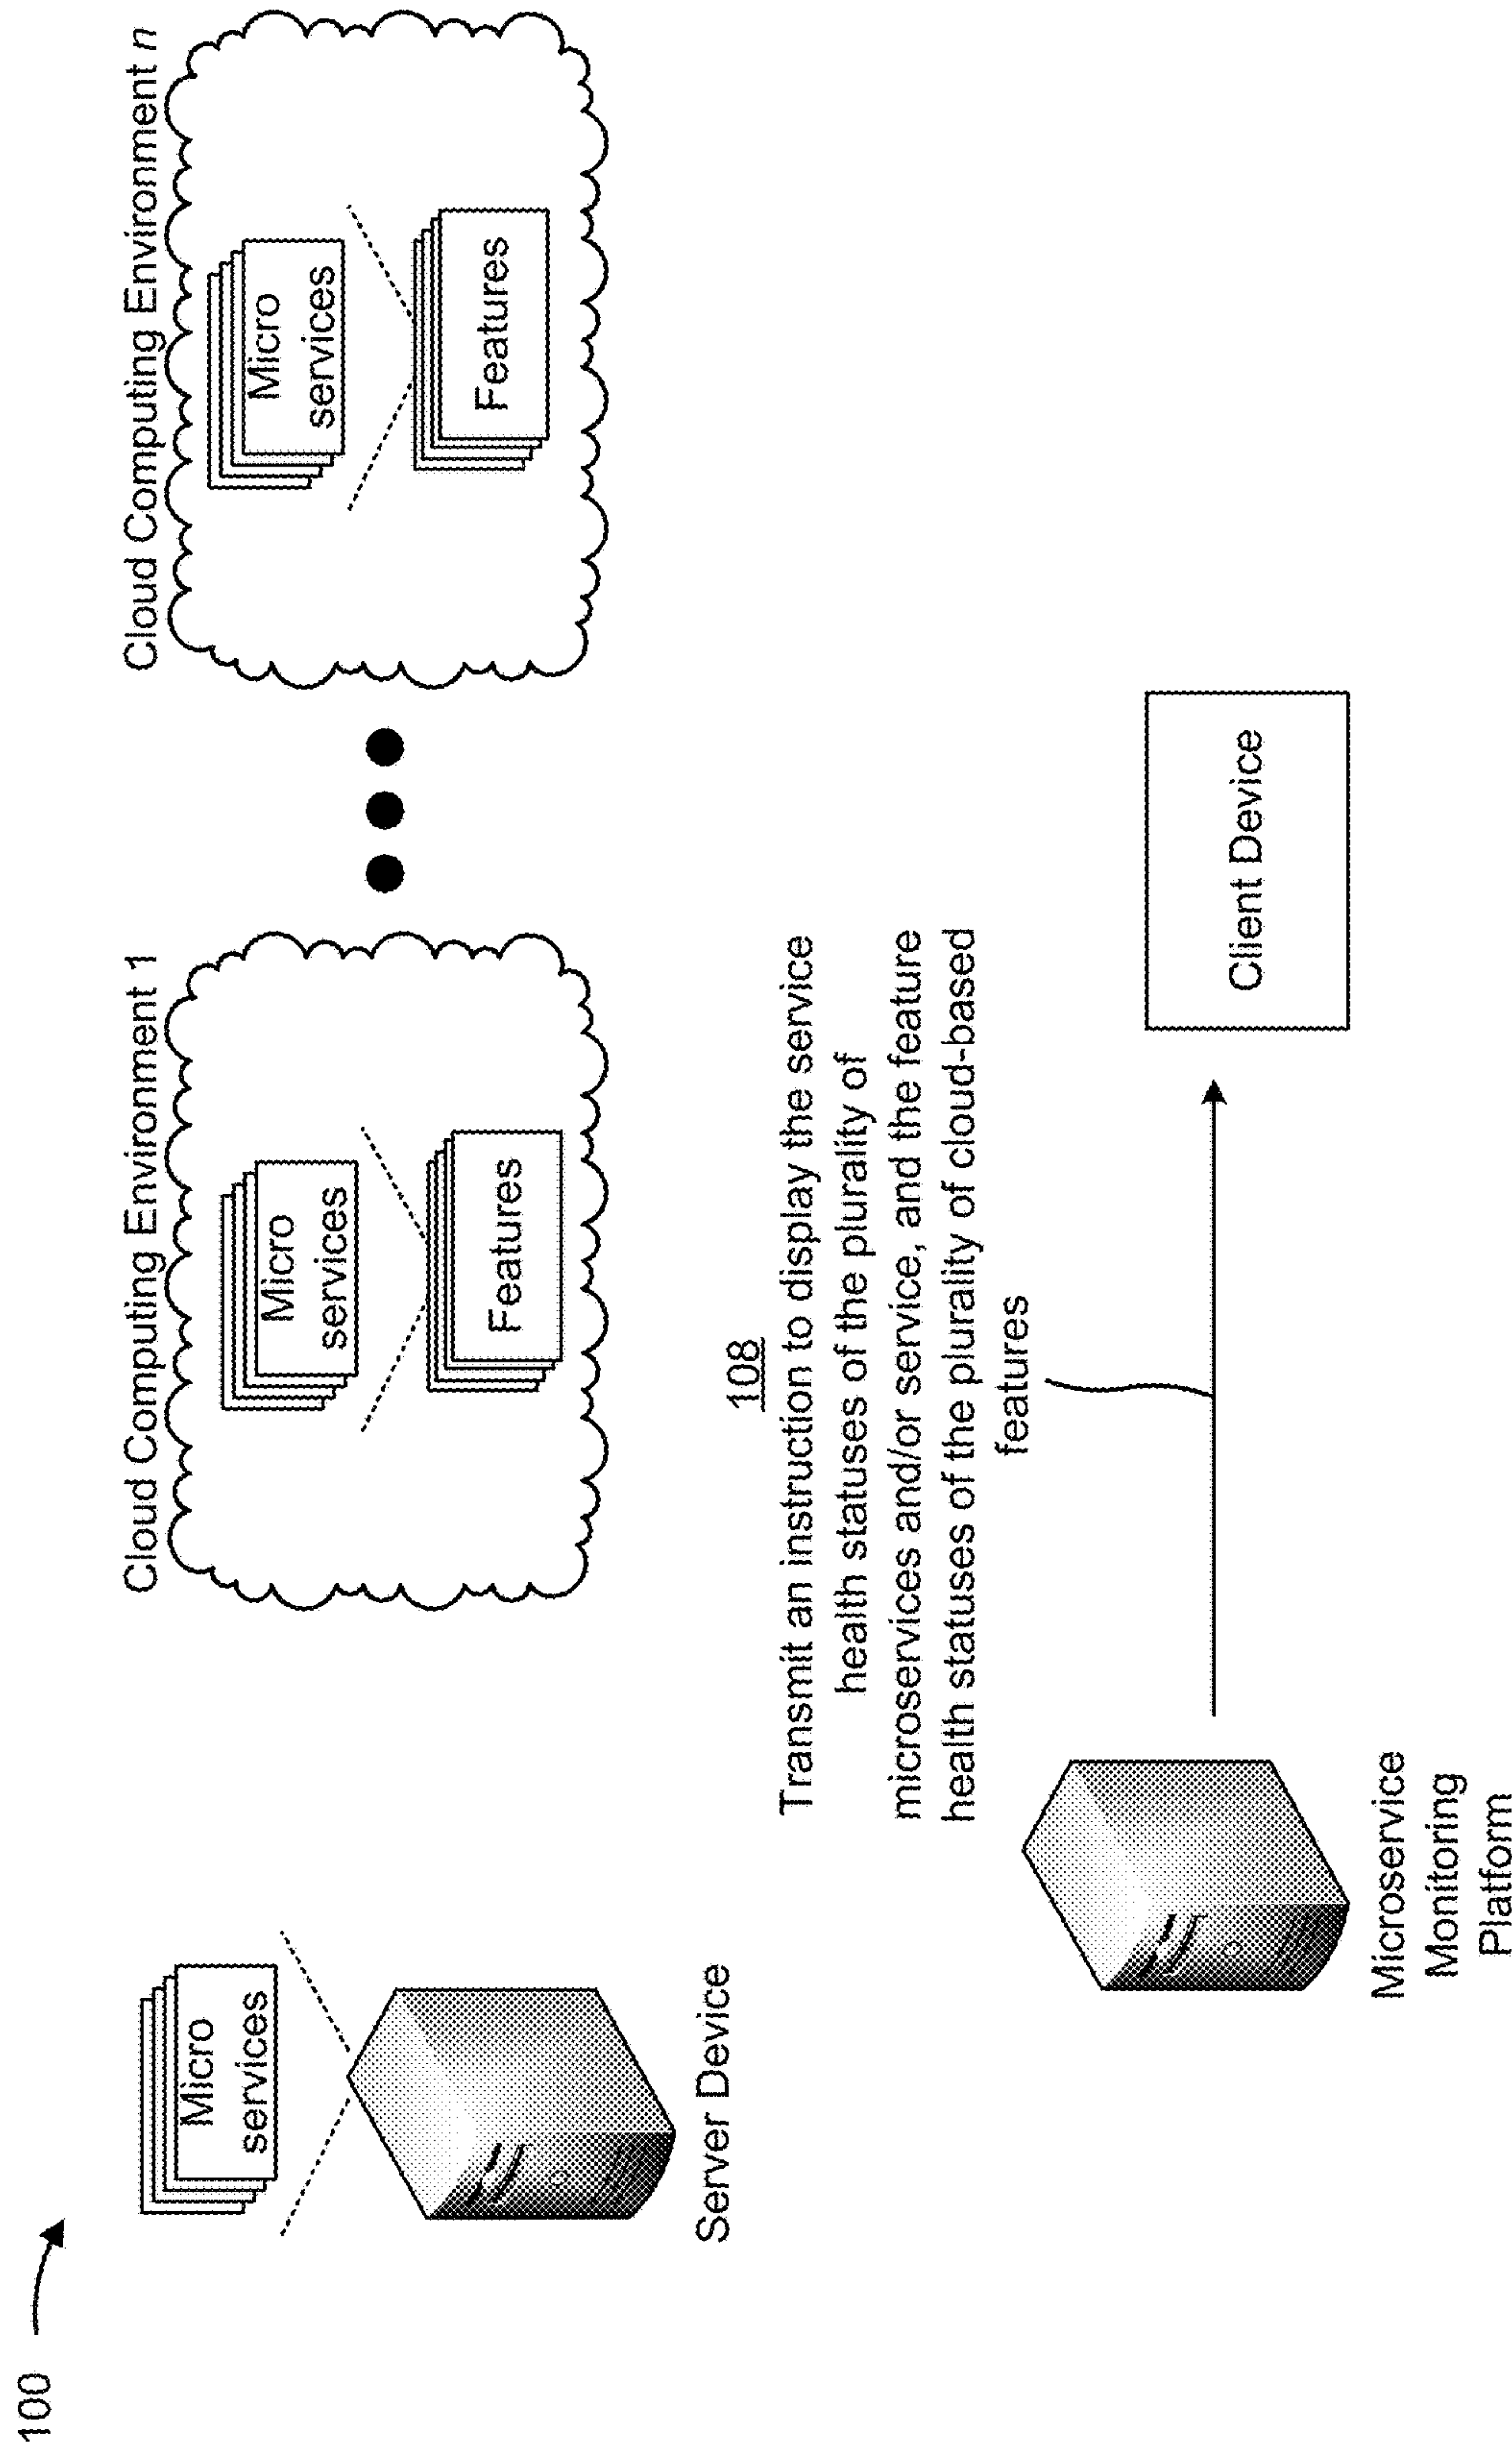 100
Micro
services
Server Device
Cloud Computing Environment 1
Micro
services
Features
Cloud Computing Environment n
Micro
services
Features
108
Transmit an instruction to display the service
health statuses of the plurality of
microservices and/or service, and the feature
health statuses of the plurality of cloud-based
features
Microservice
Monitoring
Platform
Client Device